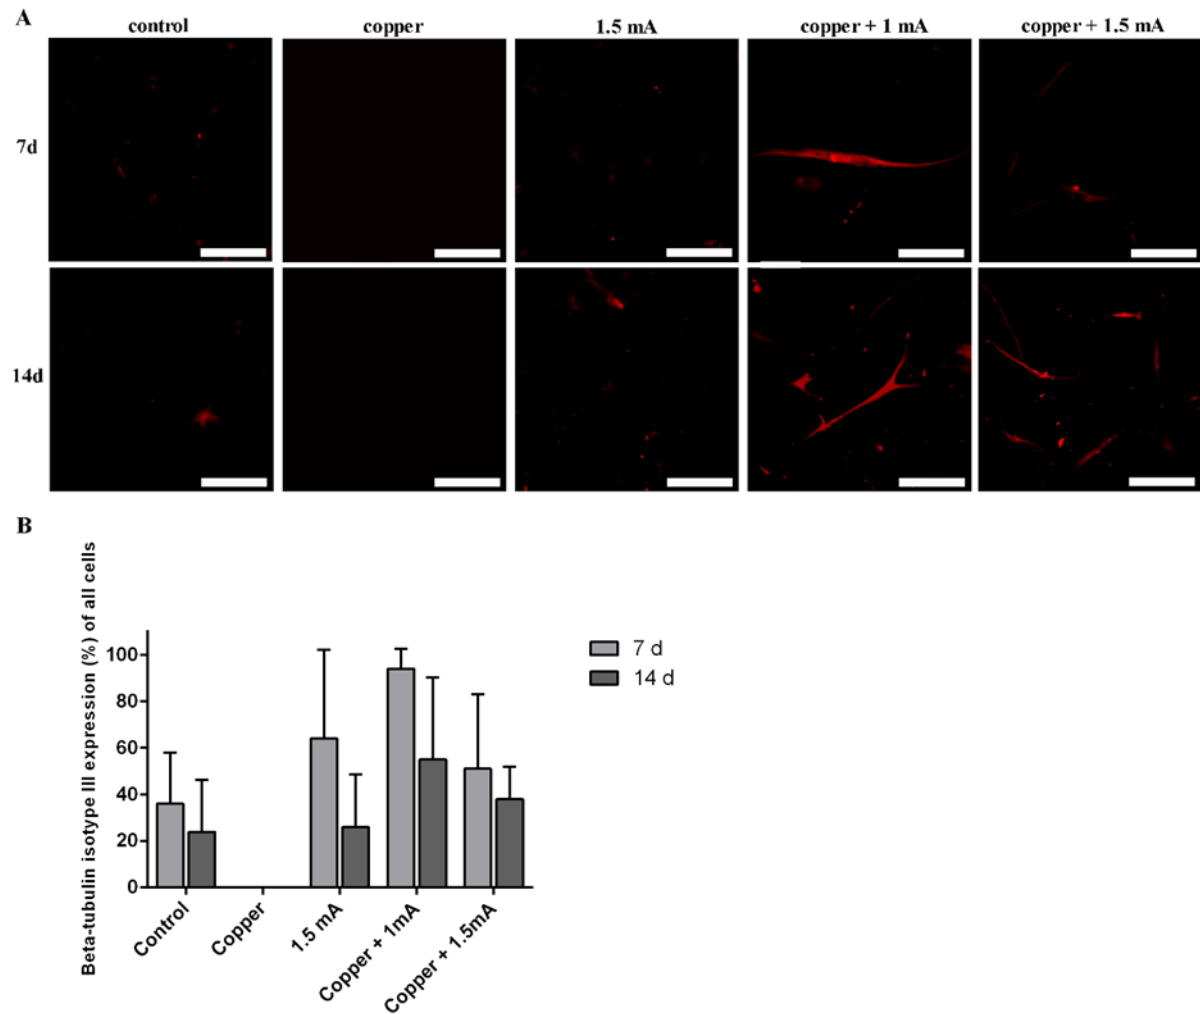 A
control copper 1.5 mA copper + 1 mA copper + 1.5 mA
7d
14d
B
Beta-tubulin isotype III expression (%) of all cells
100
80
60
40
20
0
Control Copper 1.5 mA Copper + 1mA Copper + 1.5mA
7 d
14 d